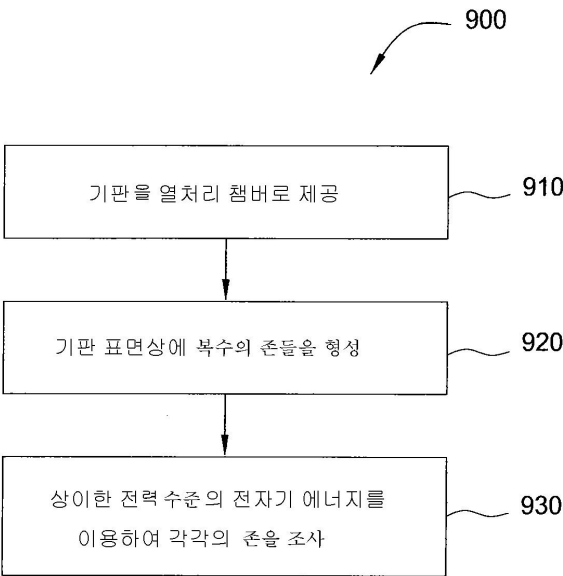 900
기판을 열처리 챔버로 제공
910
기판 표면상에 복수의 존들을 형성
920
상이한 전력수준의 전자기 에너지를
이용하여 각각의 존을 조사
930